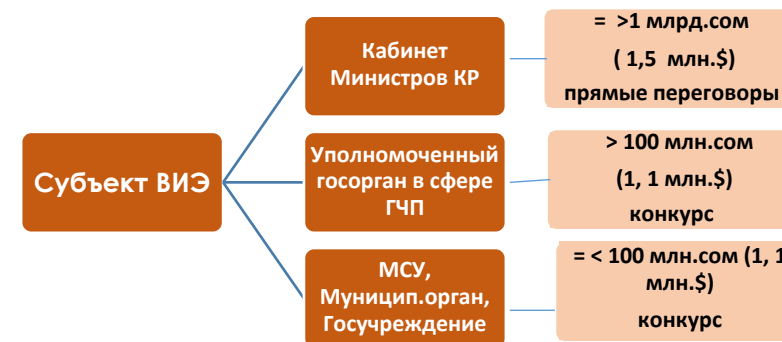 Субъект ВИЭ
Кабинет
Министров КР
= >1 млрд.сом
( 1,5 млн.$)
прямые переговоры
Уполномоченный
госорган в сфере
ГЧП
> 100 млн.сом
(1, 1 млн.$)
конкурс
МСУ,
Муницип.орган,
Госучреждение
= < 100 млн.сом (1, 1
млн.$)
конкурс